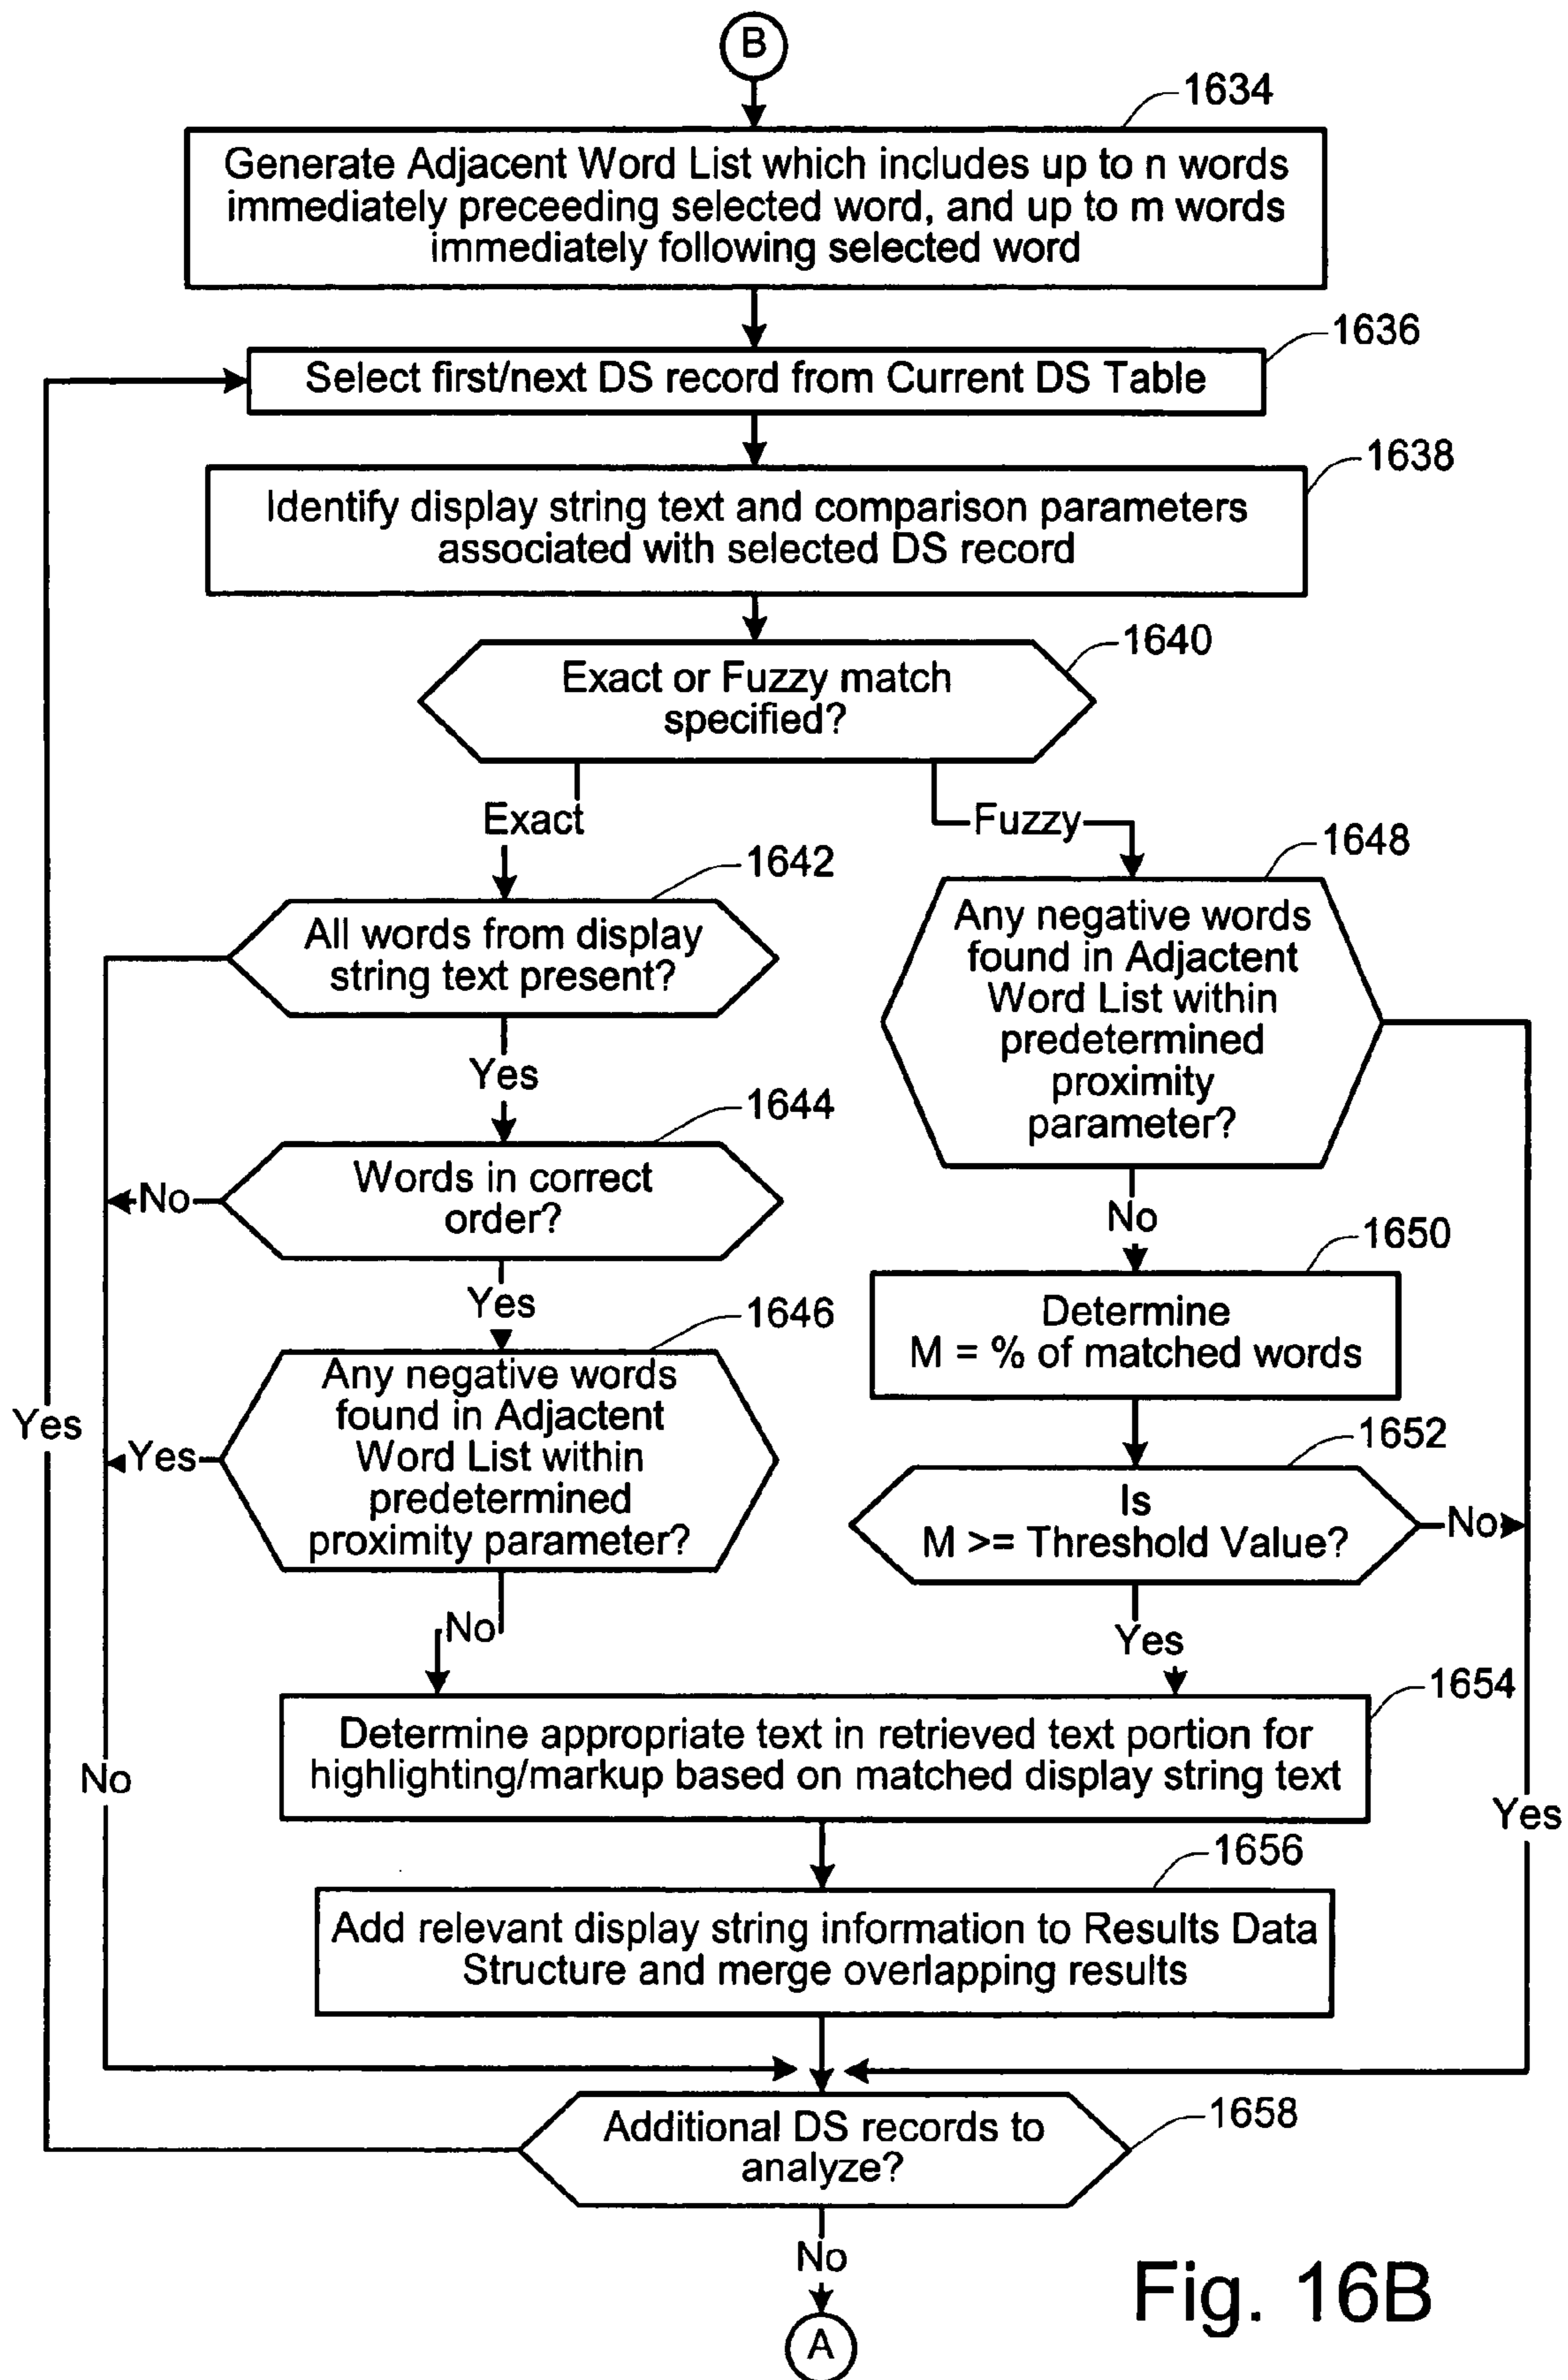 B
1634
Generate Adjacent Word List which includes up to n words
immediately preceeding selected word, and up to m words
immediately following selected word
1636
Select first/next DS record from Current DS Table
1638
Identify display string text and comparison parameters
associated with selected DS record
1640
Exact or Fuzzy match
specified?
Exact
Fuzzy
1642
All words from display
string text present?
Yes
1644
Words in correct
order?
No
Yes
1646
Any negative words
found in Adjactent
Word List within
predetermined
proximity parameter?
Yes
No
1648
Any negative words
found in Adjactent
Word List within
predetermined
proximity
parameter?
No
1650
Determine
M = % of matched words
1652
Is
M >= Threshold Value?
No
Yes
Yes
No
Yes
1654
Determine appropriate text in retrieved text portion for
highlighting/markup based on matched display string text
1656
Add relevant display string information to Results Data
Structure and merge overlapping results
1658
Additional DS records to
analyze?
No
A
Fig. 16B